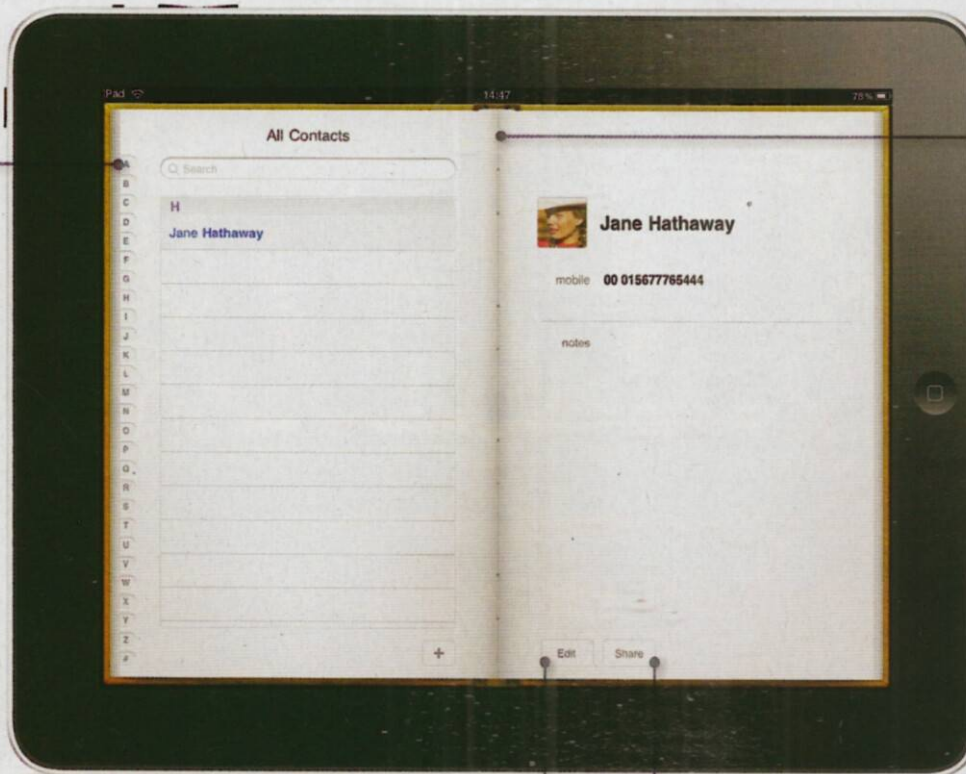 iPad 14:47 78%
All Contacts
Search
H
Jane Hathaway
A
B
C
D
E
F
G
H
I
J
K
L
M
N
O
P
Q
R
S
T
U
V
W
X
Y
Z
#
+
Jane Hathaway
mobile 00 015677765444
notes
Edit Share